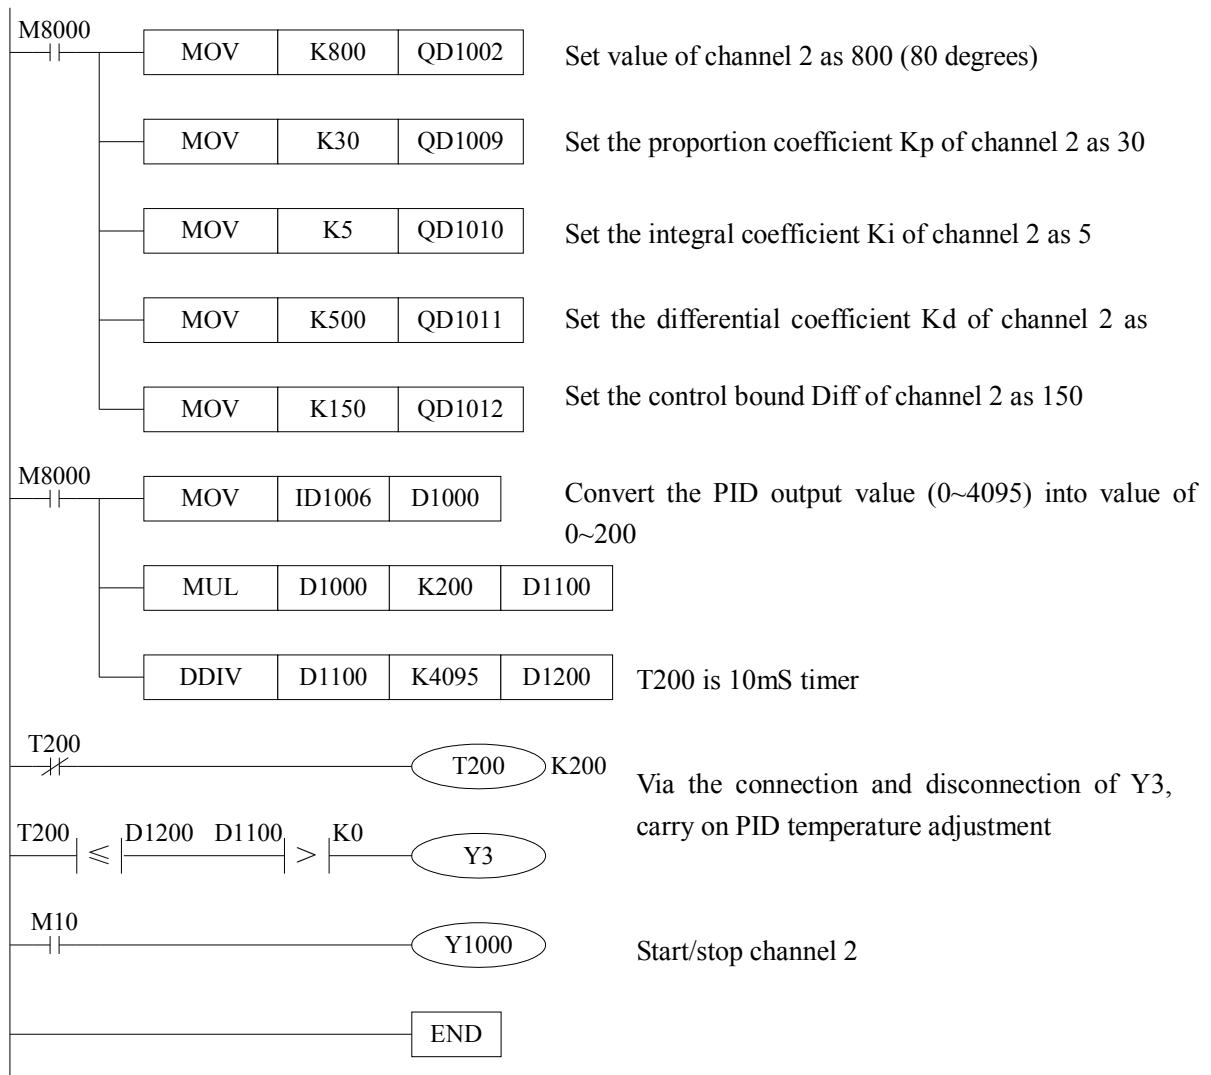 M8000
MOV K800 QD1002 Set value of channel 2 as 800 (80 degrees)
MOV K30 QD1009 Set the proportion coefficient Kp of channel 2 as 30
MOV K5 QD1010 Set the integral coefficient Ki of channel 2 as 5
MOV K500 QD1011 Set the differential coefficient Kd of channel 2 as
MOV K150 QD1012 Set the control bound Diff of channel 2 as 150
M8000
MOV ID1006 D1000 Convert the PID output value (0~4095) into value of
0~200
MUL D1000 K200 D1100
DDIV D1100 K4095 D1200 T200 is 10mS timer
T200
T200 K200 Via the connection and disconnection of Y3,
carry on PID temperature adjustment
T200 ≤ D1200 D1100 > K0 Y3
M10
Y1000 Start/stop channel 2
END